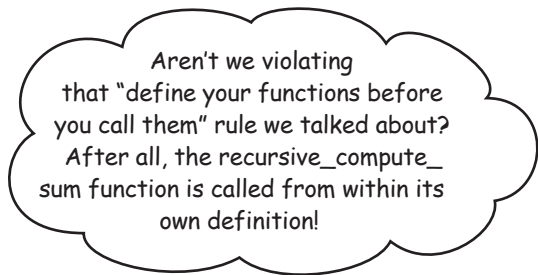 Aren't we violating
that “define your functions before
you call them” rule we talked about?
After all, the recursive_compute_
sum function is called from within its
own definition!